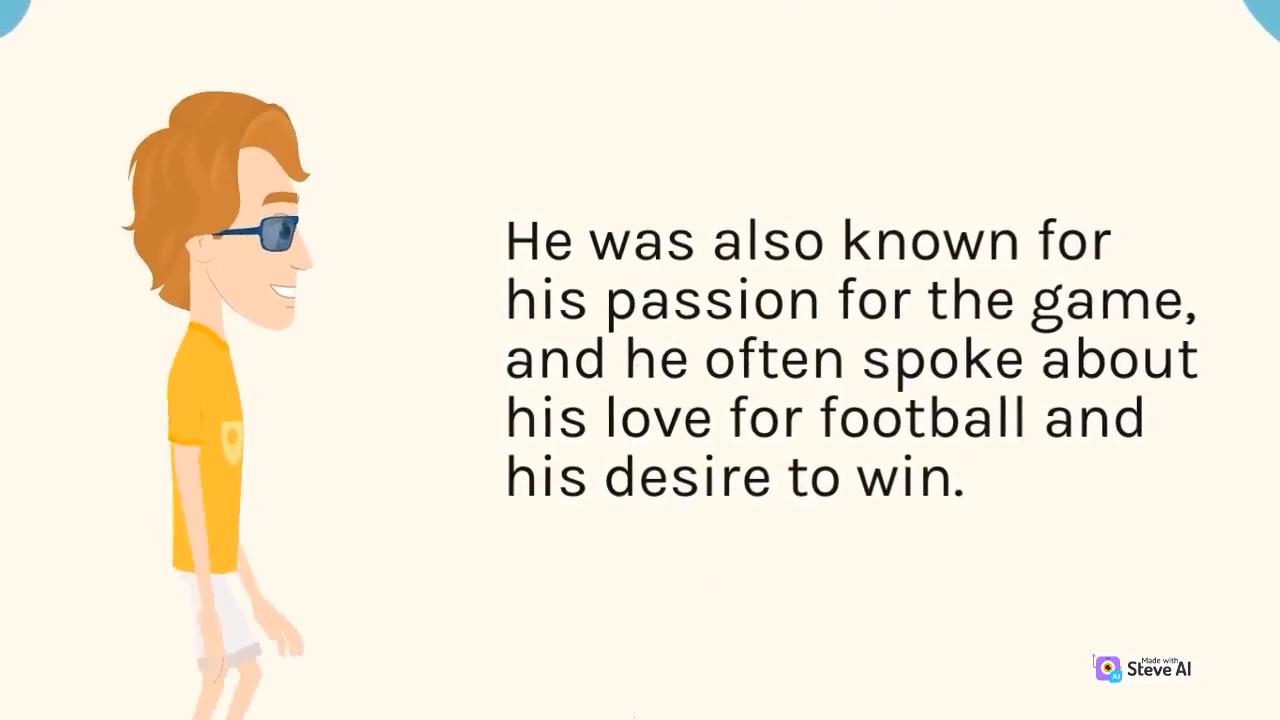 He was also known for
his passion for the game,
and he often spoke about
his love for football and
his desire to win.
Made with
Steve AI
AI